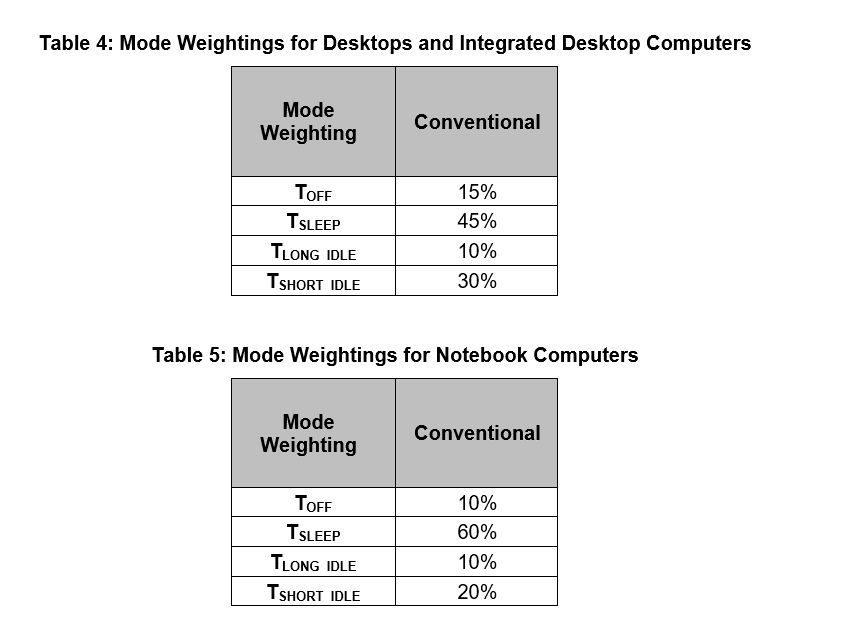 Table 4: Mode Weightings for Desktops and Integrated Desktop Computers
Mode
Weighting
Conventional
TOFF 15%
TSLEEP 45%
TLONG IDLE 10%
TSHORT IDLE 30%
Table 5: Mode Weightings for Notebook Computers
Mode
Weighting
Conventional
TOFF 10%
TSLEEP 60%
TLONG IDLE 10%
TSHORT IDLE 20%